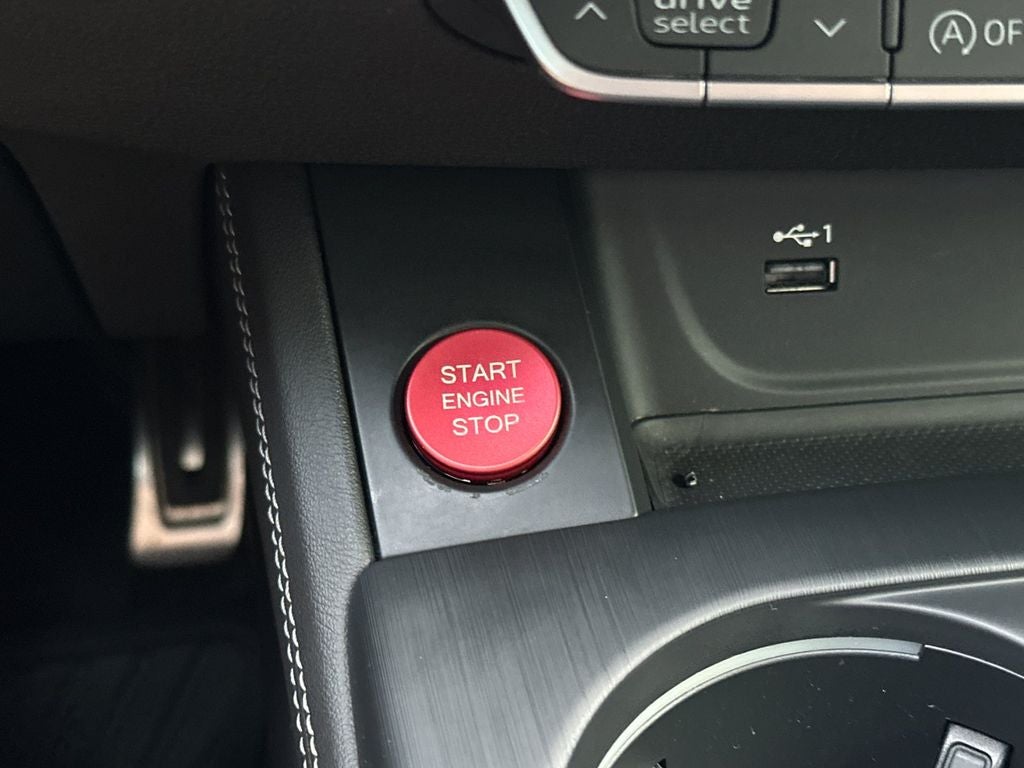 drive
select
A OF
1
START
ENGINE
STOP